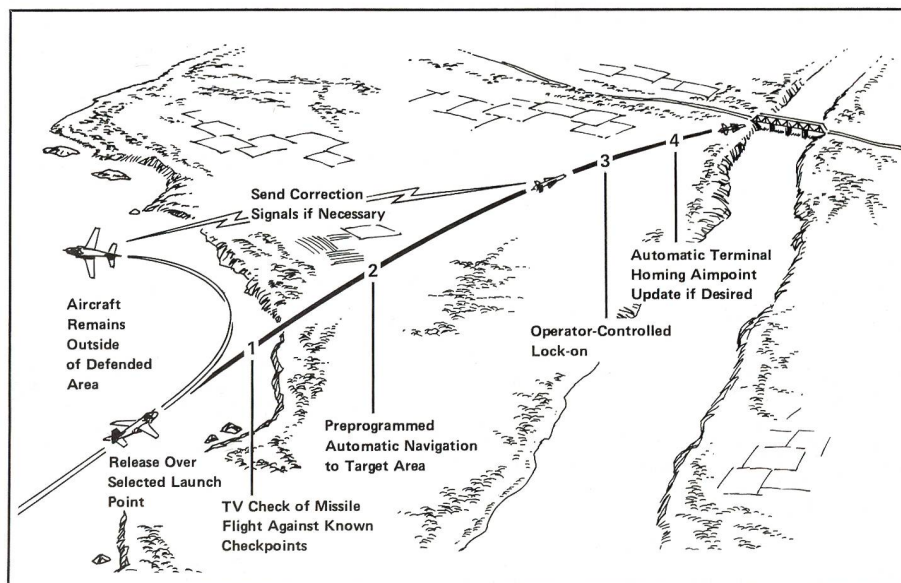 Send Correction
Signals if Necessary
Aircraft
Remains
Outside
of Defended
Area
Release Over
Selected Launch
Point
1
TV Check of Missile
Flight Against Known
Checkpoints
2
Preprogrammed
Automatic Navigation
to Target Area
3
Operator-Controlled
Lock-on
4
Automatic Terminal
Homing Aimpoint
Update if Desired